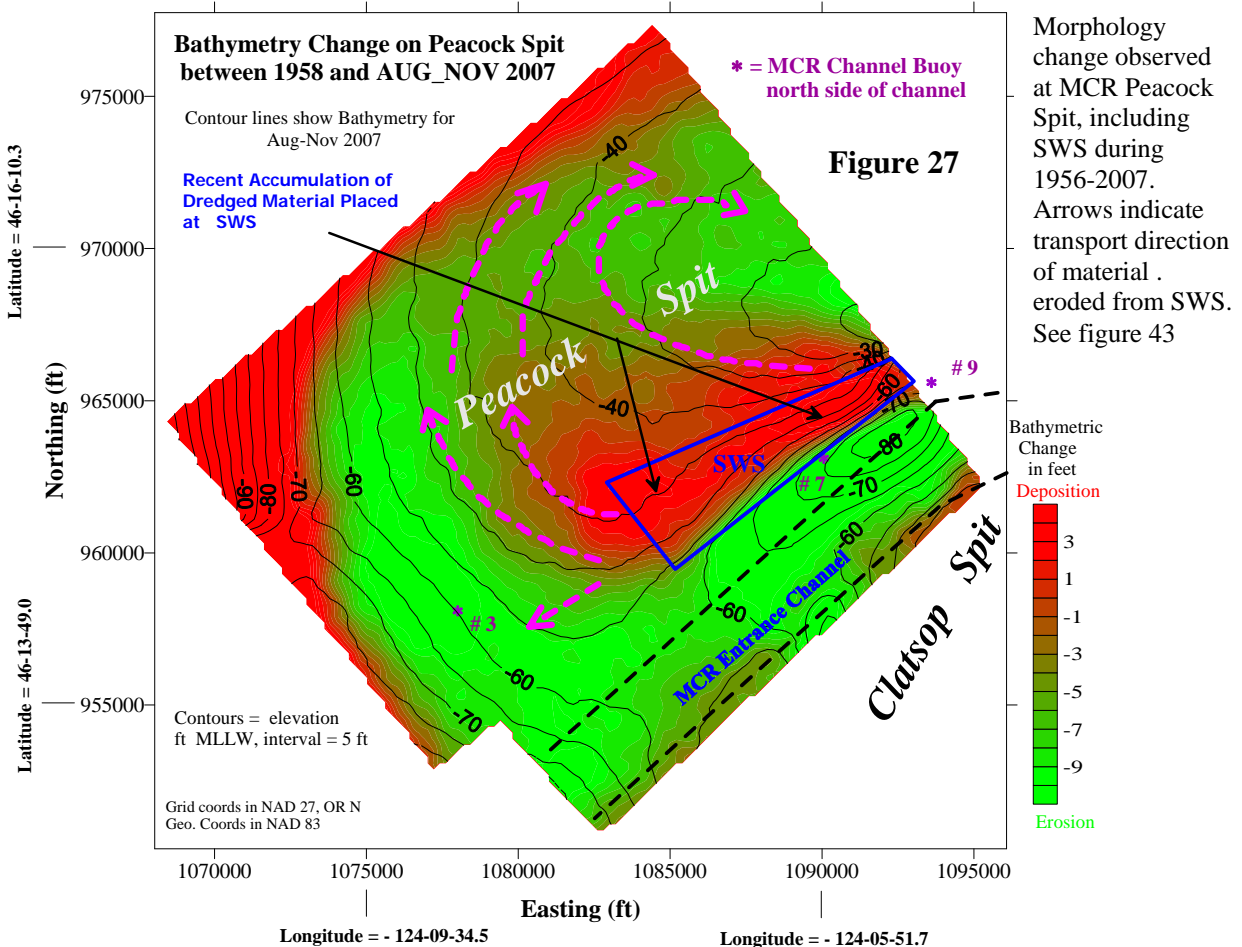 Bathymetry Change on Peacock Spit
between 1958 and AUG_NOV 2007
Contour lines show Bathymetry for
Aug-Nov 2007
Recent Accumulation of
Dredged Material Placed
at SWS
* = MCR Channel Buoy
north side of channel
Figure 27
Morphology
change observed
at MCR Peacock
Spit, including
SWS during
1956-2007.
Arrows indicate
transport direction
of material .
eroded from SWS.
See figure 43
Latitude = 46-16-10.3
Latitude = 46-13-49.0
Northing (ft)
975000
970000
965000
960000
955000
-40
Spit
Peacock
-40
-30
-60
-70
-80
-70
-60
-60
-60
-70
-80
-90
-60
-70
SWS
# 9
# 7
# 3
MCR Entrance Channel
Clatsop Spit
Bathymetric
Change
in feet
Deposition
3
1
-1
-3
-5
-7
-9
Erosion
Contours = elevation
ft MLLW, interval = 5 ft
Grid coords in NAD 27, OR N
Geo. Coords in NAD 83
1070000
1075000
1080000
1085000
1090000
1095000
Easting (ft)
Longitude = - 124-09-34.5
Longitude = - 124-05-51.7